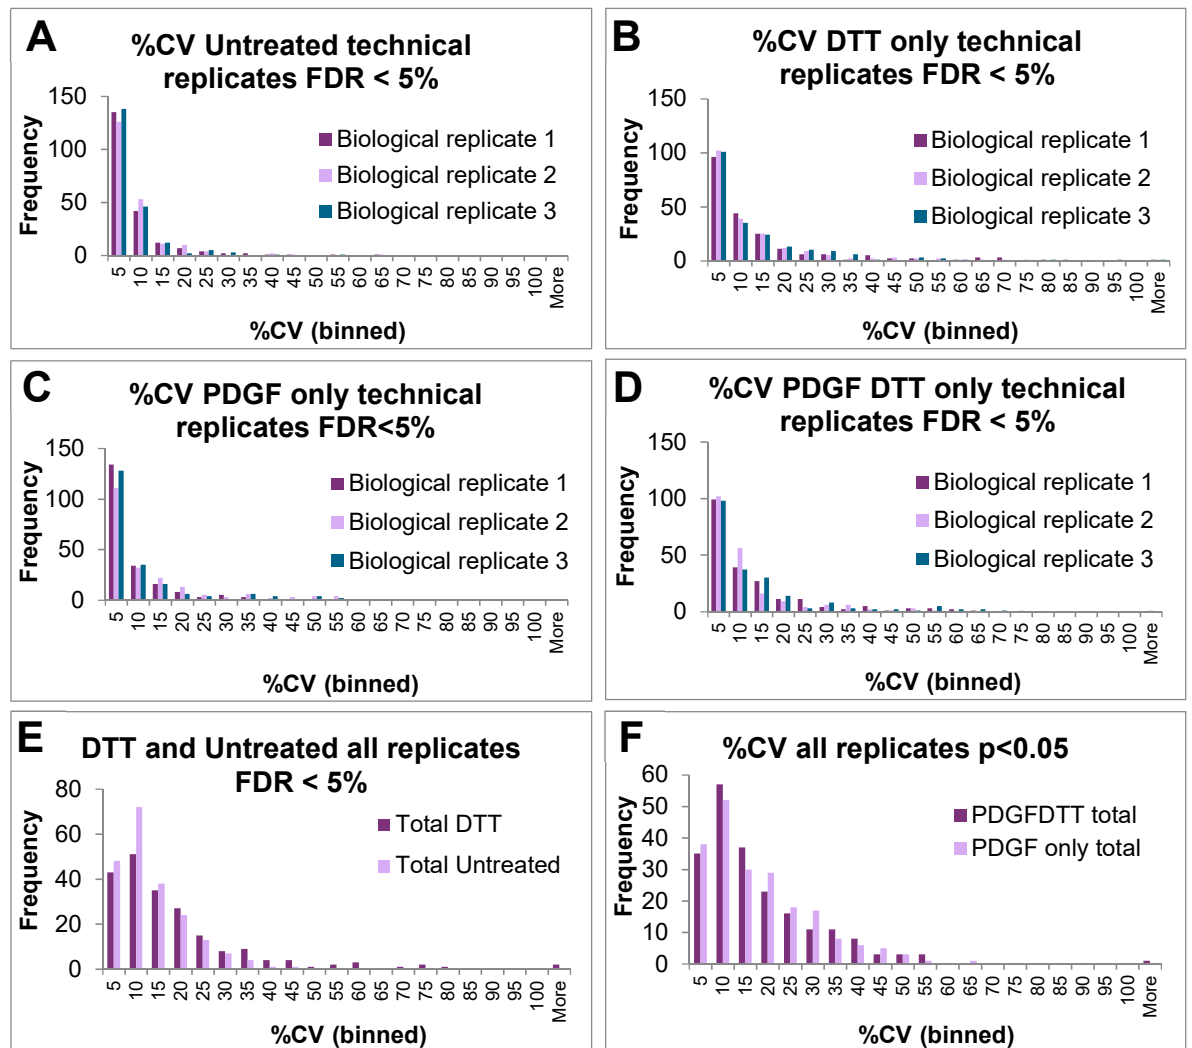 A
%CV Untreated technical
replicates FDR < 5%
150
100
50
0
Frequency
Biological replicate 1
Biological replicate 2
Biological replicate 3
5 10 15 20 25 30 35 40 45 50 55 60 65 70 75 80 85 90 95 100 More
%CV (binned)
B
%CV DTT only technical
replicates FDR < 5%
150
100
50
0
Frequency
Biological replicate 1
Biological replicate 2
Biological replicate 3
5 10 15 20 25 30 35 40 45 50 55 60 65 70 75 80 85 90 95 100 More
%CV (binned)
C
%CV PDGF only technical
replicates FDR<5%
150
100
50
0
Frequency
Biological replicate 1
Biological replicate 2
Biological replicate 3
5 10 15 20 25 30 35 40 45 50 55 60 65 70 75 80 85 90 95 100 More
%CV (binned)
D
%CV PDGF DTT only technical
replicates FDR < 5%
150
100
50
0
Frequency
Biological replicate 1
Biological replicate 2
Biological replicate 3
5 10 15 20 25 30 35 40 45 50 55 60 65 70 75 80 85 90 95 100 More
%CV (binned)
E
DTT and Untreated all replicates
FDR < 5%
80
60
40
20
0
Frequency
Total DTT
Total Untreated
5 10 15 20 25 30 35 40 45 50 55 60 65 70 75 80 85 90 95 100 More
%CV (binned)
F
%CV all replicates p<0.05
60
50
40
30
20
10
0
Frequency
PDGFDTT total
PDGF only total
5 10 15 20 25 30 35 40 45 50 55 60 65 70 75 80 85 90 95 100 More
%CV (binned)